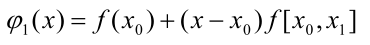 φ₁(x) = f(x₀) + (x − x₀) f[x₀, x₁]